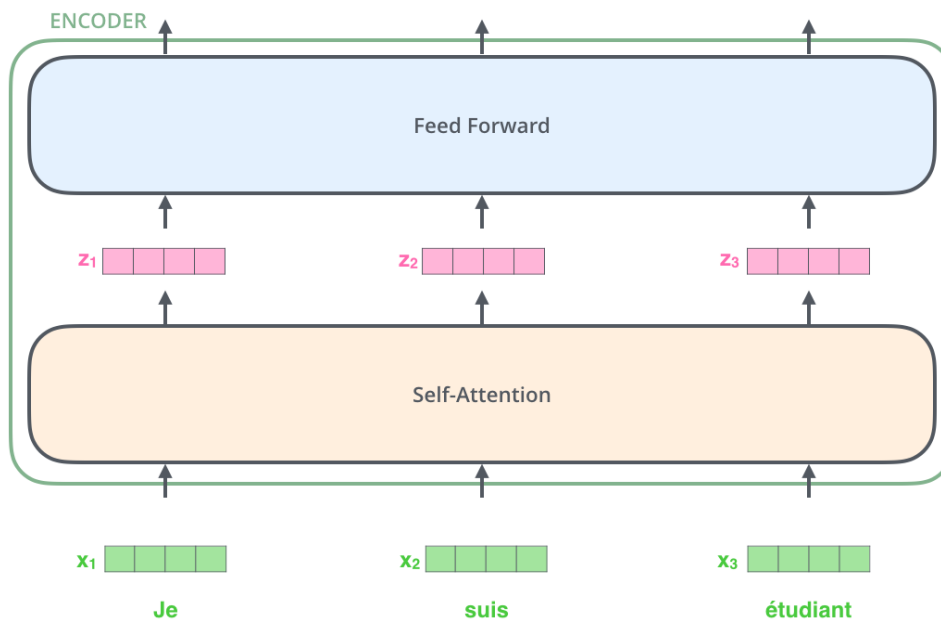 ENCODER
Feed Forward
z₁ z₂ z₃
Self-Attention
x₁ x₂ x₃
Je suis étudiant